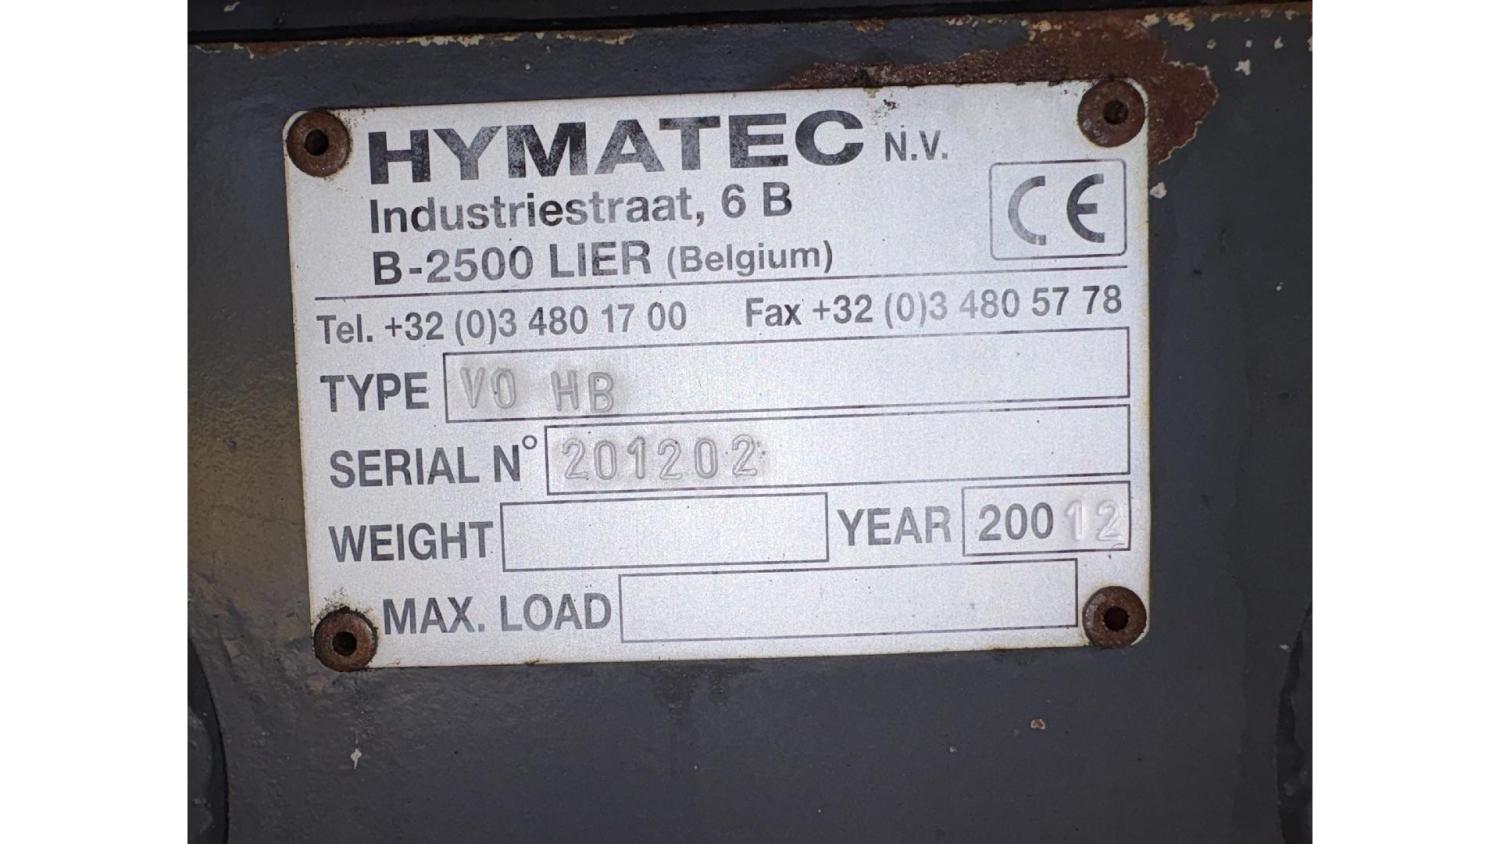 HYMATEC N.V.
Industriestraat, 6 B
B-2500 LIER (Belgium)
CE
Tel. +32 (0)3 480 17 00 Fax +32 (0)3 480 57 78
TYPE VO HB
SERIAL N° 201202
WEIGHT YEAR 20012
MAX. LOAD